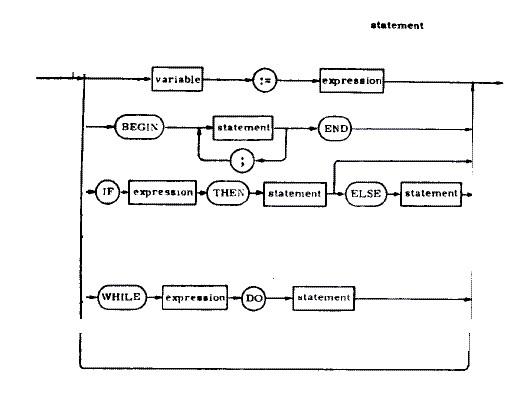 statement
variable := expression
BEGIN statement END
;
IF expression THEN statement ELSE statement
WHILE expression DO statement